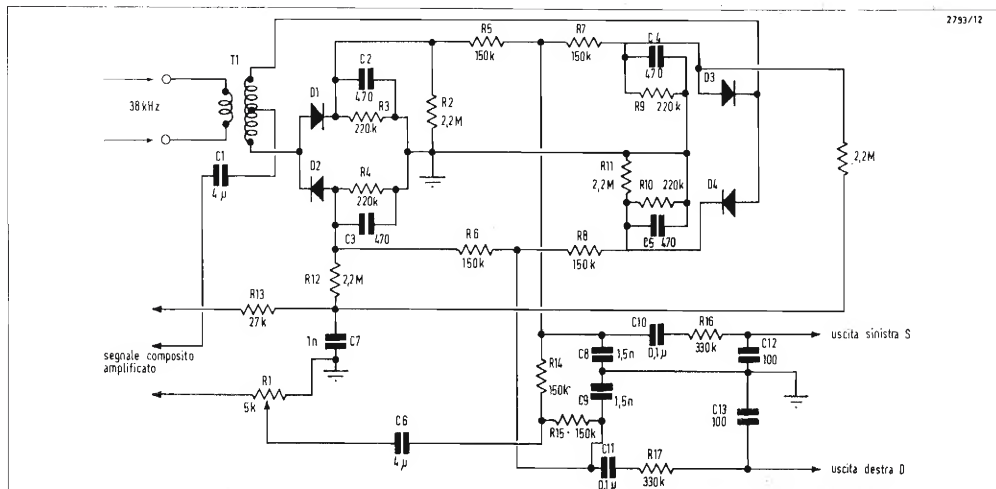 2793/12
T1
38kHz
C1
4 µ
D1
D2
C2
470
R3
220k
R4
220k
C3
470
R2
2,2M
R5
150k
R7
150k
C4
470
R9
220k
D3
R11
2,2M
R10
220k
D4
C5
470
2,2M
R6
150k
R8
150k
R12
2,2M
R13
27k
segnale composito
amplificato
1n
C7
R1
5k
C6
4 µ
R14
150k
C8
1,5n
C9
1,5n
R15
150k
C10
0,1µ
R16
330k
C12
100
uscita sinistra S
C13
100
C11
0,1µ
R17
330k
uscita destra D